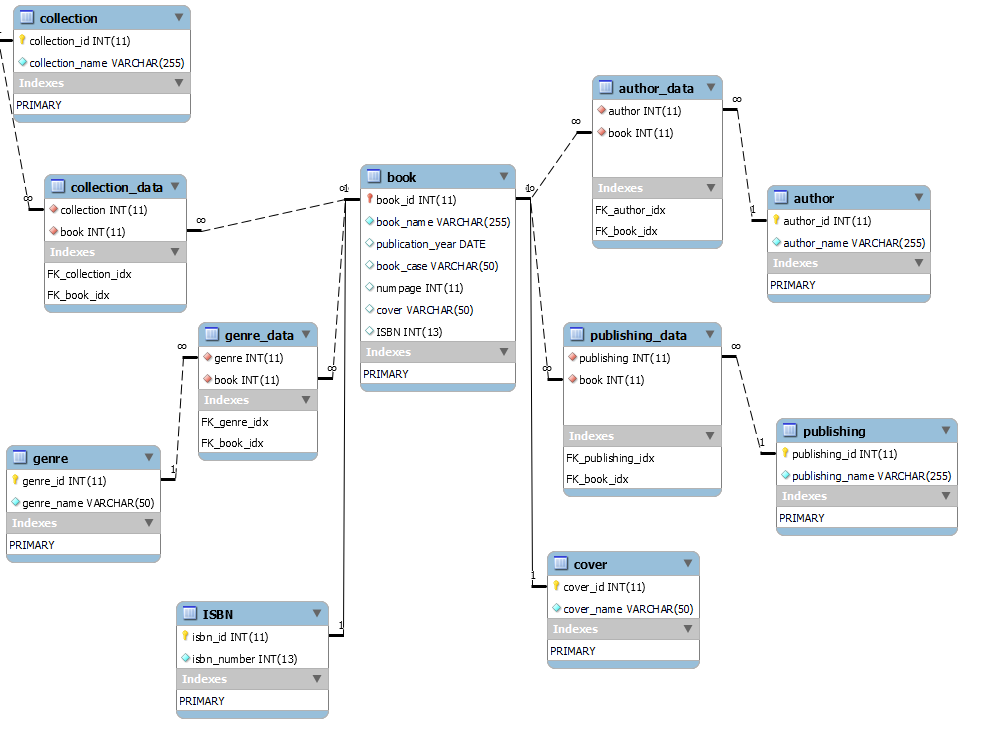 collection
collection_id INT(11)
collection_name VARCHAR(255)
Indexes
PRIMARY
∞
collection_data
collection INT(11)
book INT(11)
Indexes
FK_collection_idx
FK_book_idx
∞
∞
1
book
book_id INT(11)
book_name VARCHAR(255)
publication_year DATE
book_case VARCHAR(50)
numpage INT(11)
cover VARCHAR(50)
ISBN INT(13)
Indexes
PRIMARY
∞
genre_data
genre INT(11)
book INT(11)
Indexes
FK_genre_idx
FK_book_idx
∞
1
genre
genre_id INT(11)
genre_name VARCHAR(50)
Indexes
PRIMARY
ISBN
isbn_id INT(11)
isbn_number INT(13)
Indexes
PRIMARY
1
∞
author_data
author INT(11)
book INT(11)
Indexes
FK_author_idx
FK_book_idx
∞
1
author
author_id INT(11)
author_name VARCHAR(255)
Indexes
PRIMARY
∞
publishing_data
publishing INT(11)
book INT(11)
Indexes
FK_publishing_idx
FK_book_idx
∞
1
publishing
publishing_id INT(11)
publishing_name VARCHAR(255)
Indexes
PRIMARY
1
cover
cover_id INT(11)
cover_name VARCHAR(50)
Indexes
PRIMARY